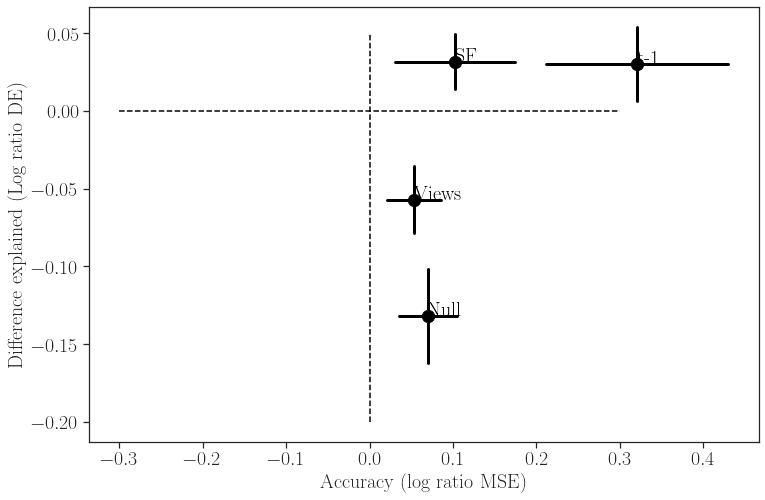 0.05
0.00
−0.05
−0.10
−0.15
−0.20
Difference explained (Log ratio DE)
SF
t-1
Views
Null
−0.3 −0.2 −0.1 0.0 0.1 0.2 0.3 0.4
Accuracy (log ratio MSE)